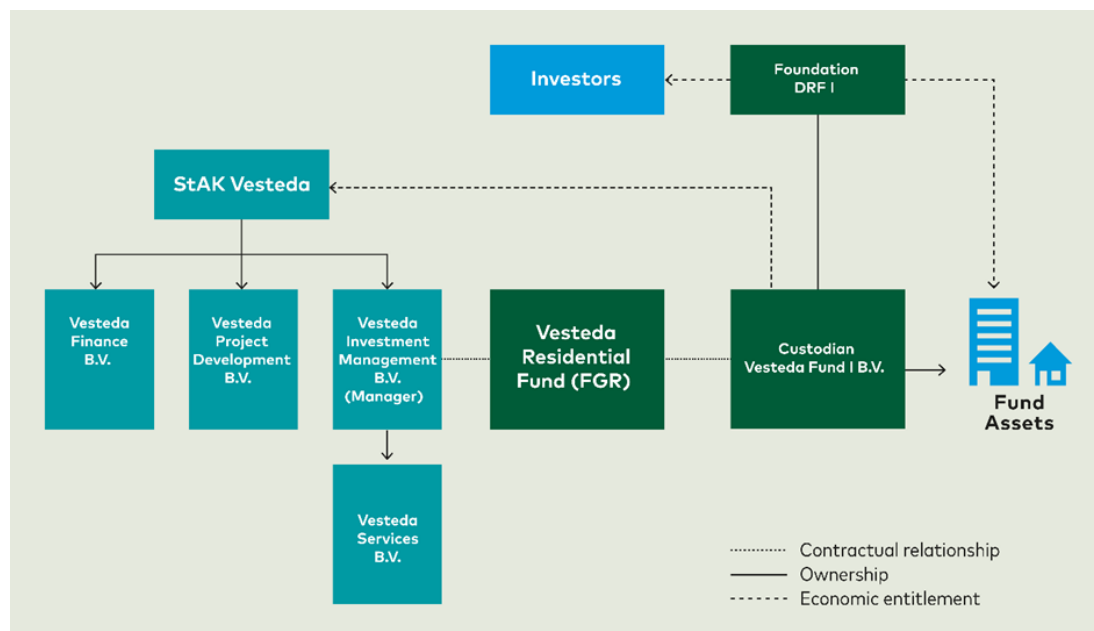 Investors
Foundation
DRF I
StAK Vesteda
Vesteda
Finance
B.V.
Vesteda
Project
Development
B.V.
Vesteda
Investment
Management
B.V.
(Manager)
Vesteda
Residential
Fund (FGR)
Custodian
Vesteda Fund I B.V.
Fund
Assets
Vesteda
Services
B.V.
Contractual relationship
Ownership
Economic entitlement